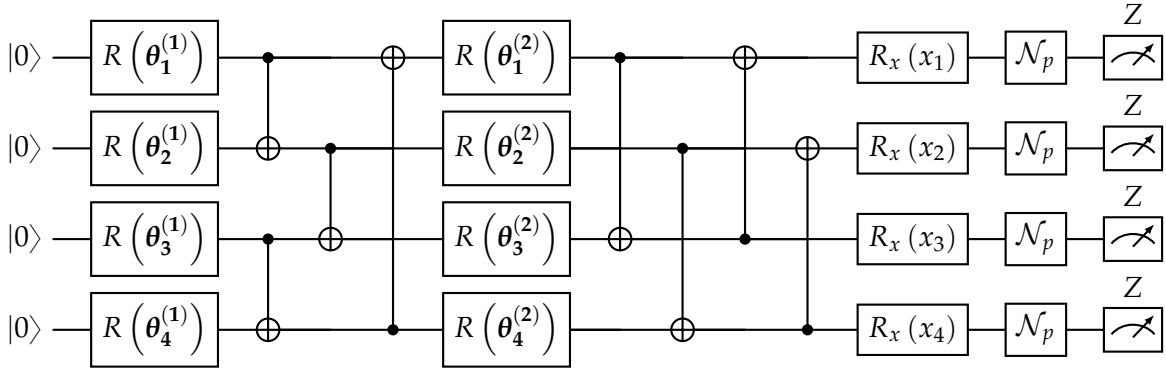 Z
|0⟩ R(θ₁⁽¹⁾) R(θ₁⁽²⁾) Rₓ(x₁) 𝒩ₚ
Z
|0⟩ R(θ₂⁽¹⁾) R(θ₂⁽²⁾) Rₓ(x₂) 𝒩ₚ
Z
|0⟩ R(θ₃⁽¹⁾) R(θ₃⁽²⁾) Rₓ(x₃) 𝒩ₚ
Z
|0⟩ R(θ₄⁽¹⁾) R(θ₄⁽²⁾) Rₓ(x₄) 𝒩ₚ